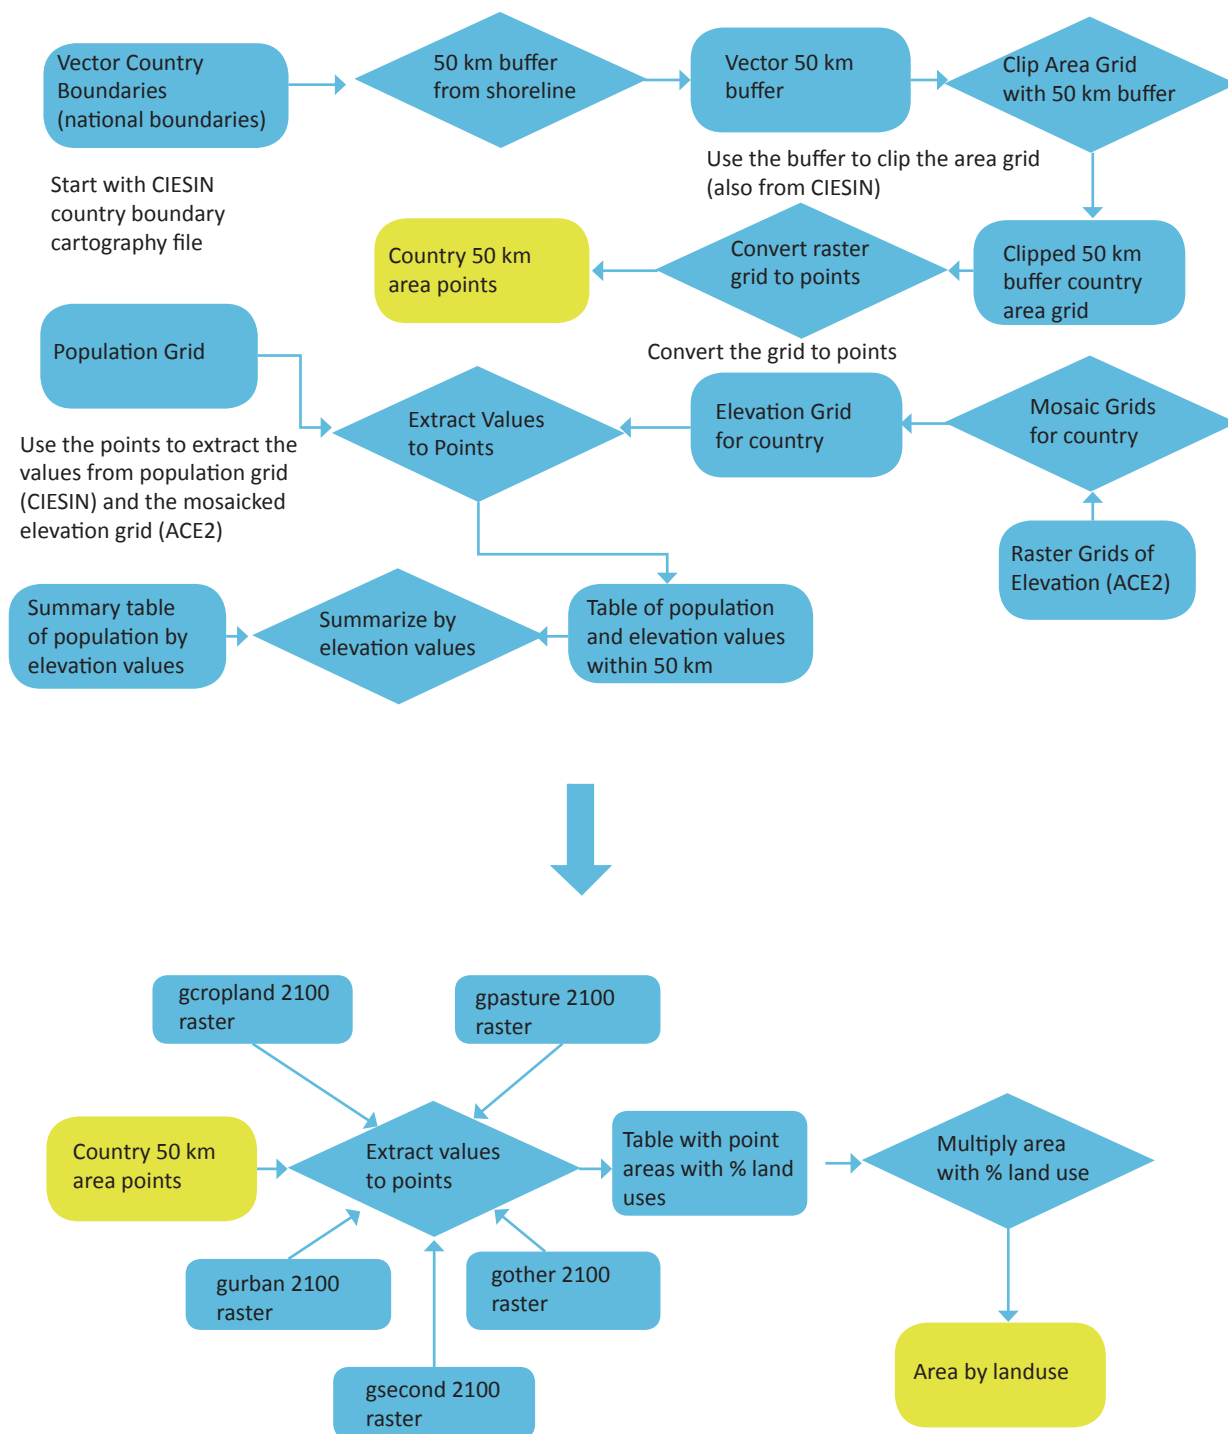 Vector Country
Boundaries
(national boundaries)
50 km buffer
from shoreline
Vector 50 km
buffer
Clip Area Grid
with 50 km buffer
Start with CIESIN
country boundary
cartography file
Use the buffer to clip the area grid
(also from CIESIN)
Country 50 km
area points
Convert raster
grid to points
Clipped 50 km
buffer country
area grid
Convert the grid to points
Population Grid
Extract Values
to Points
Elevation Grid
for country
Mosaic Grids
for country
Use the points to extract the
values from population grid
(CIESIN) and the mosaicked
elevation grid (ACE2)
Raster Grids of
Elevation (ACE2)
Summary table
of population by
elevation values
Summarize by
elevation values
Table of population
and elevation values
within 50 km
gcropland 2100
raster
gpasture 2100
raster
Country 50 km
area points
Extract values
to points
Table with point
areas with % land
uses
Multiply area
with % land use
gurban 2100
raster
gother 2100
raster
gsecond 2100
raster
Area by landuse